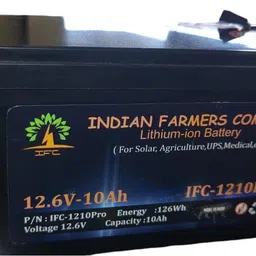 INDIAN FARMERS COM
Lithium-ion Battery
( For Solar, Agriculture,UPS,Medical,
IFC
12.6V-10Ah IFC-1210
P/N : IFC-1210Pro Energy :126Wh
Voltage 12.6V Capacity :10Ah